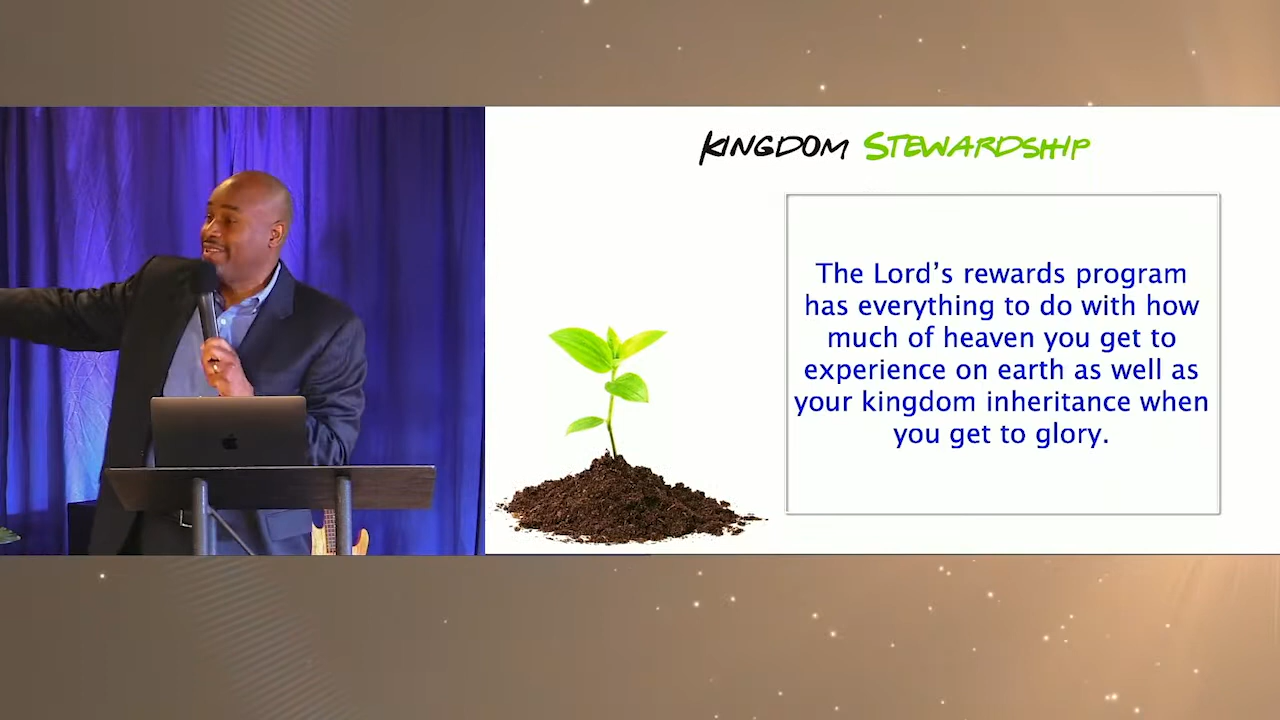 KINGDOM STEWARDSHIP
The Lord’s rewards program
has everything to do with how
much of heaven you get to
experience on earth as well as
your kingdom inheritance when
you get to glory.